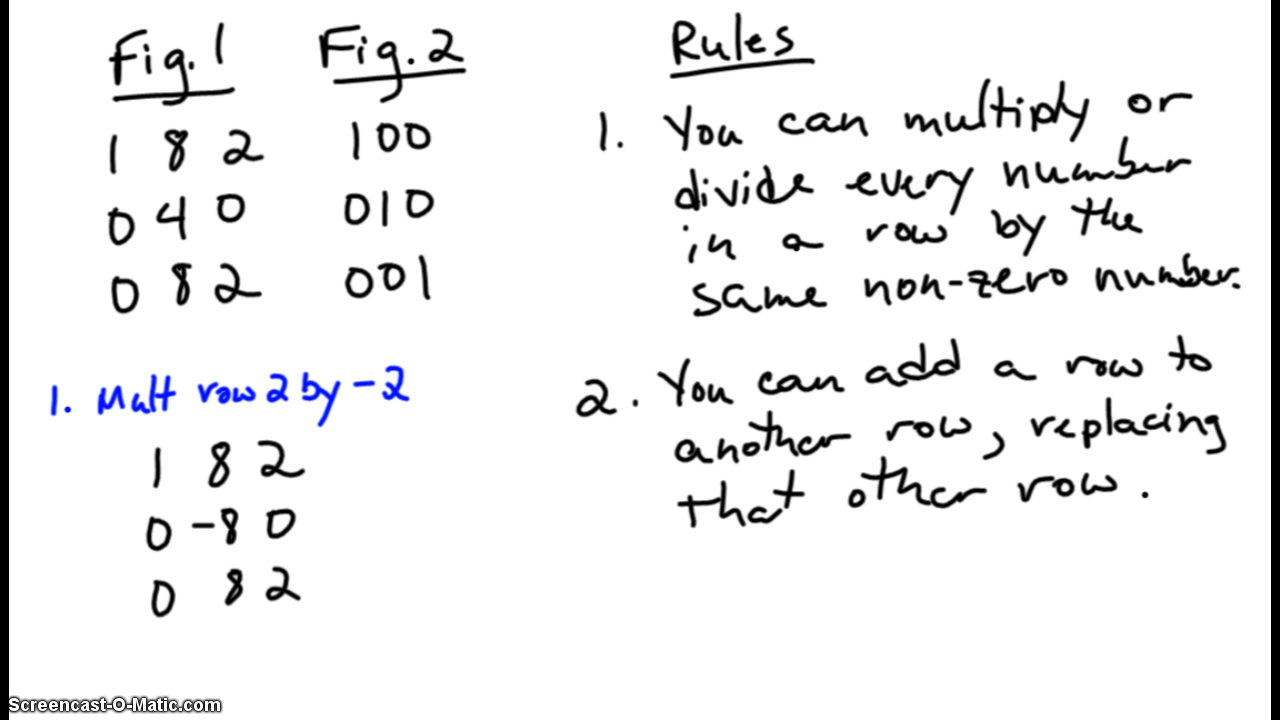 Fig. 1
1 8 2
0 4 0
0 8 2
Fig. 2
1 0 0
0 1 0
0 0 1
1. Mult row 2 by -2
1 8 2
0 -8 0
0 8 2
Rules
1. You can multiply or
divide every number
in a row by the
same non-zero number.
2. You can add a row to
another row, replacing
that other row.
Screencast-O-Matic.com